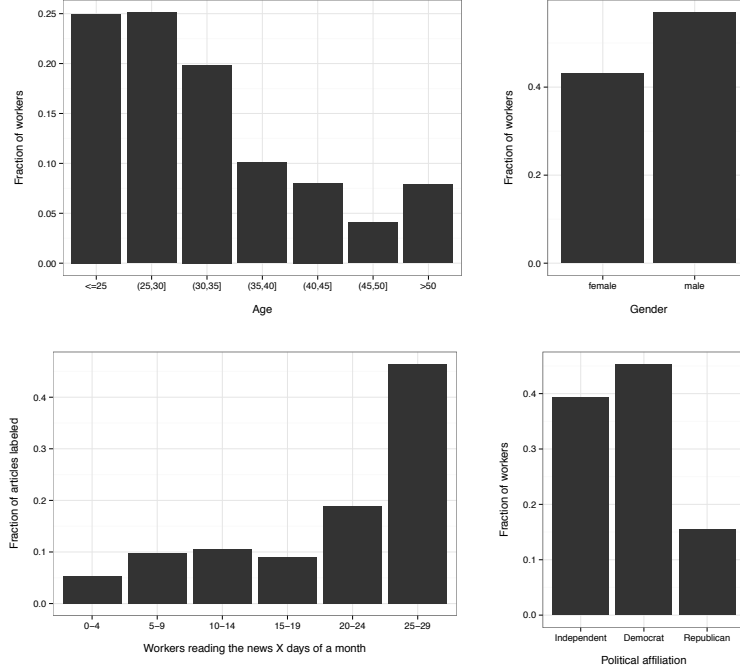 0.25
0.20
0.15
0.10
0.05
0.00
Fraction of workers
<=25 (25,30] (30,35] (35,40] (40,45] (45,50] >50
Age
0.4
0.2
0.0
Fraction of workers
female male
Gender
0.4
0.3
0.2
0.1
0.0
Fraction of articles labeled
0−4 5−9 10−14 15−19 20−24 25−29
Workers reading the news X days of a month
0.4
0.3
0.2
0.1
0.0
Fraction of workers
Independent Democrat Republican
Political affiliation